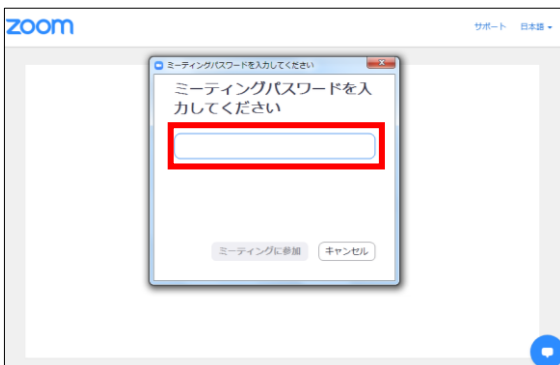 zoom
サポート 日本語
ミーティングパスワードを入力してください
ミーティングパスワードを入
力してください
ミーティングに参加 キャンセル